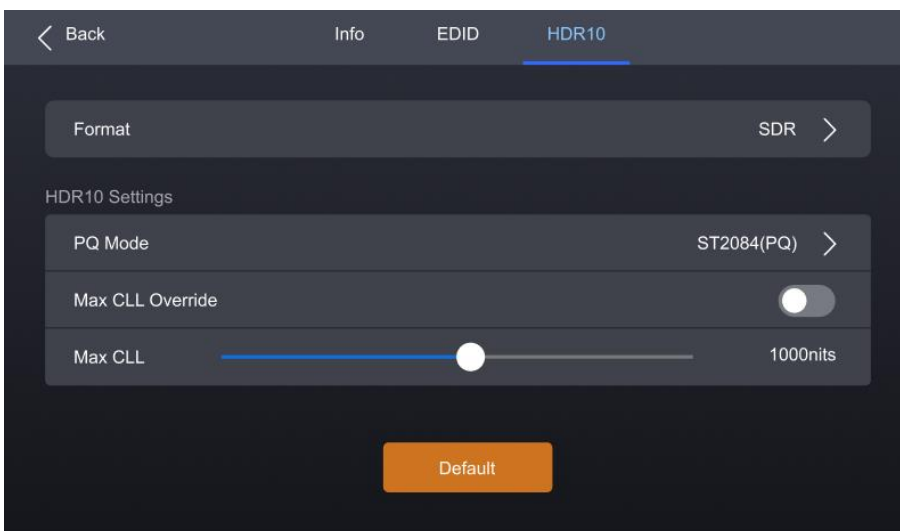 Back Info EDID HDR10
Format SDR
HDR10 Settings
PQ Mode ST2084(PQ)
Max CLL Override
Max CLL 1000nits
Default